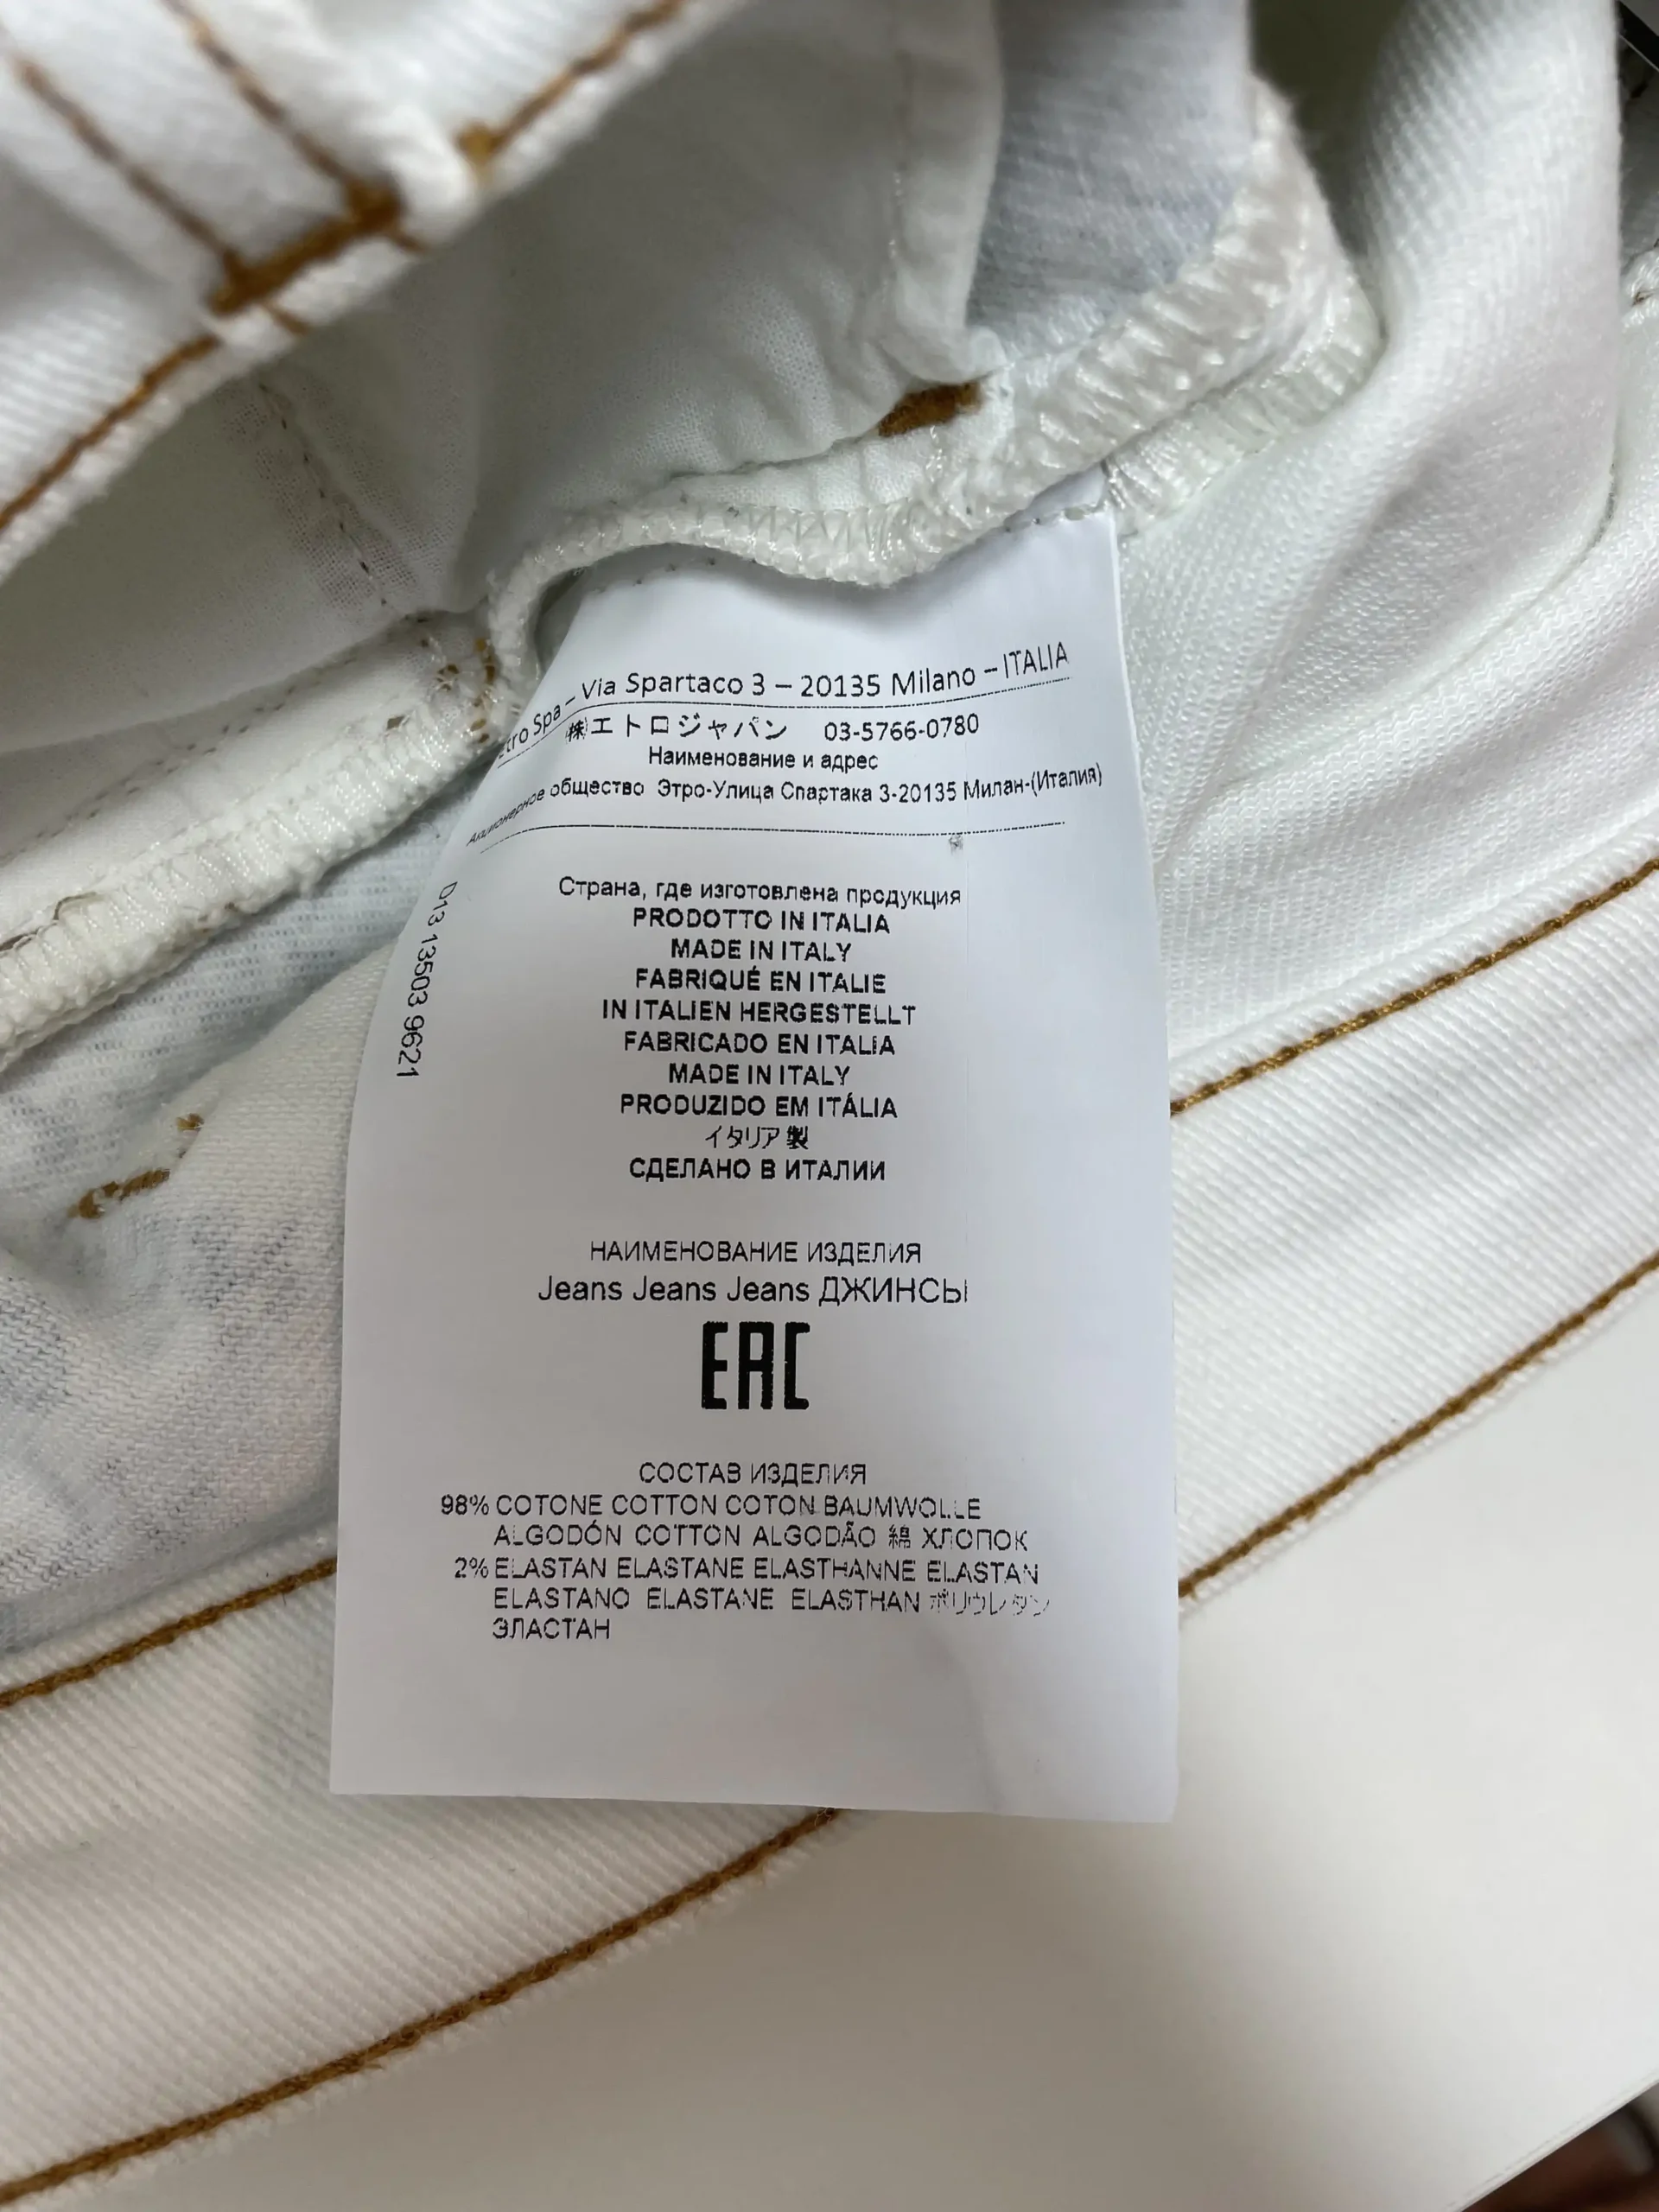 Etro Spa – Via Spartaco 3 – 20135 Milano – ITALIA
㈱エトロジャパン 03-5766-0780
Наименование и адрес
Акционерное общество Этро-Улица Спартака 3-20135 Милан-(Италия)
D13 13503 9621
Страна, где изготовлена продукция
PRODOTTO IN ITALIA
MADE IN ITALY
FABRIQUÉ EN ITALIE
IN ITALIEN HERGESTELLT
FABRICADO EN ITALIA
MADE IN ITALY
PRODUZIDO EM ITÁLIA
イタリア製
СДЕЛАНО В ИТАЛИИ
НАИМЕНОВАНИЕ ИЗДЕЛИЯ
Jeans Jeans Jeans ДЖИНСЫ
EAC
СОСТАВ ИЗДЕЛИЯ
98% COTONE COTTON COTON BAUMWOLLE
ALGODÓN COTTON ALGODÃO 綿 ХЛОПОК
2% ELASTAN ELASTANE ELASTHANNE ELASTAN
ELASTANO ELASTANE ELASTHAN ポリウレタン
ЭЛАСТАН